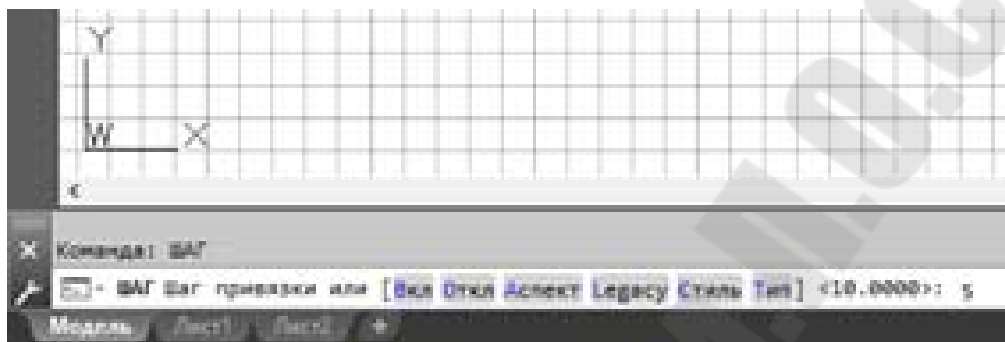 Y
W X
Команда: ШАГ
ШАГ Шаг привязки или [Вкл Откл Аспект Legacy Стиль Тип] <10.0000>: 5
Модель Лист1 Лист2 +